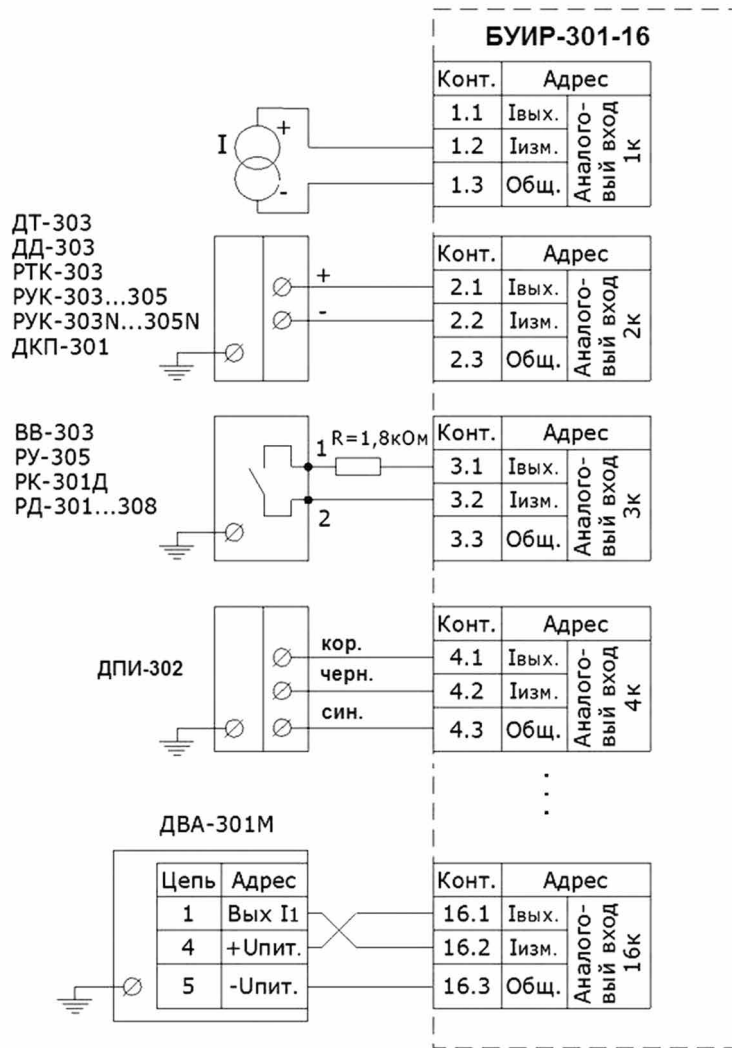 БУИР-301-16
Конт. Адрес
1.1 Iвых.
1.2 Iизм.
1.3 Общ.
Аналого-
вый вход
1к
I
+
-
ДТ-303
ДД-303
РТК-303
РУК-303...305
РУК-303N...305N
ДКП-301
+
-
Конт. Адрес
2.1 Iвых.
2.2 Iизм.
2.3 Общ.
Аналого-
вый вход
2к
ВВ-303
РУ-305
РК-301Д
РД-301...308
1 R=1,8кОм
2
Конт. Адрес
3.1 Iвых.
3.2 Iизм.
3.3 Общ.
Аналого-
вый вход
3к
ДПИ-302
кор.
черн.
син.
Конт. Адрес
4.1 Iвых.
4.2 Iизм.
4.3 Общ.
Аналого-
вый вход
4к
ДВА-301М
Цепь Адрес
1 Вых I1
4 +Uпит.
5 -Uпит.
Конт. Адрес
16.1 Iвых.
16.2 Iизм.
16.3 Общ.
Аналого-
вый вход
16к